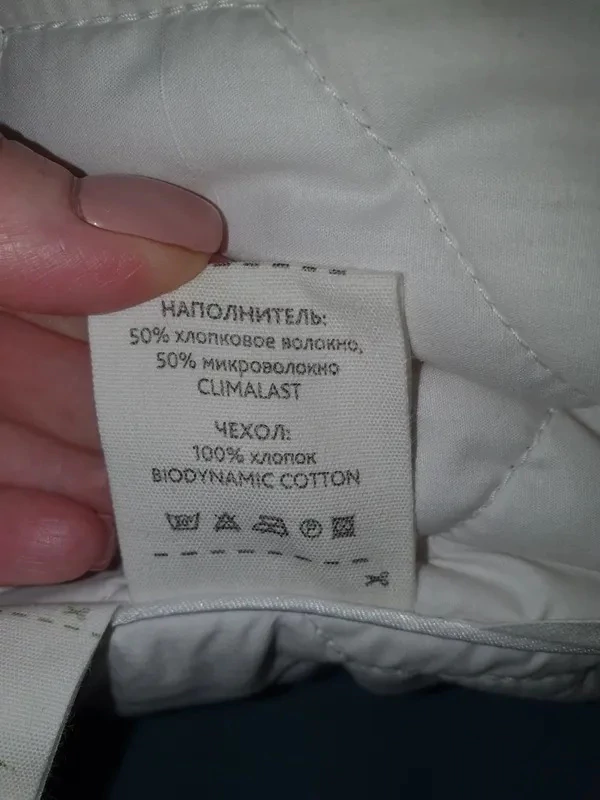 НАПОЛНИТЕЛЬ:
50% хлопковое волокно,
50% микроволокно
CLIMALAST
ЧЕХОЛ:
100% хлопок
BIODYNAMIC COTTON